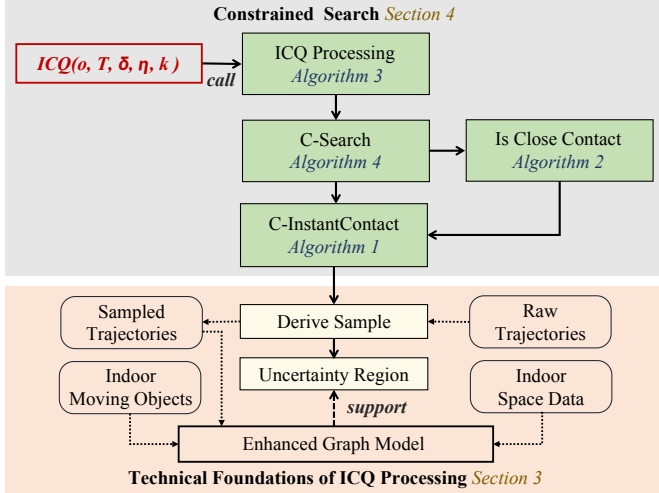 Constrained Search Section 4
ICQ(o, T, δ, η, k )
call
ICQ Processing
Algorithm 3
C-Search
Algorithm 4
Is Close Contact
Algorithm 2
C-InstantContact
Algorithm 1
Sampled
Trajectories
Derive Sample
Raw
Trajectories
Indoor
Moving Objects
Uncertainty Region
Indoor
Space Data
support
Enhanced Graph Model
Technical Foundations of ICQ Processing Section 3